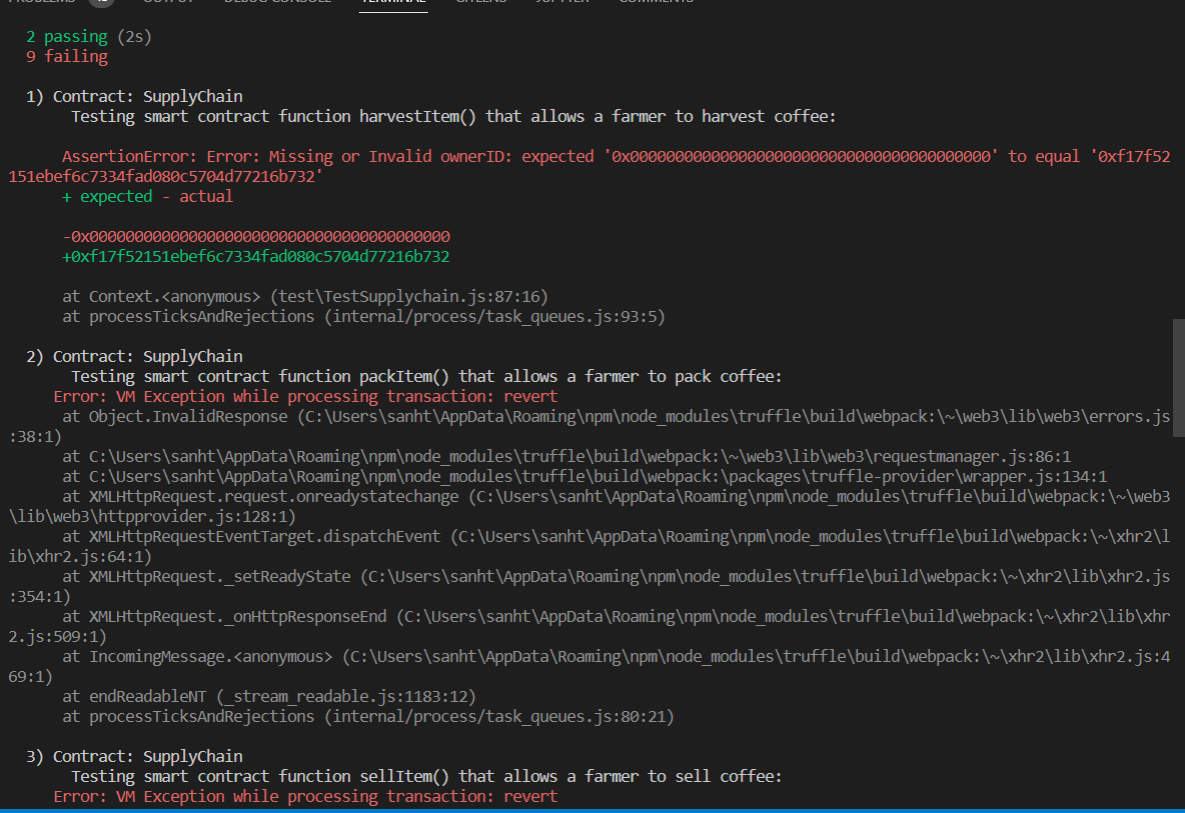 PROBLEMS OUTPUT DEBUG CONSOLE TERMINAL GITLENS JUPYTER COMMENTS
2 passing (2s)
9 failing
1) Contract: SupplyChain
Testing smart contract function harvestItem() that allows a farmer to harvest coffee:
AssertionError: Error: Missing or Invalid ownerID: expected '0x0000000000000000000000000000000000000000' to equal '0xf17f52
151ebef6c7334fad080c5704d77216b732'
+ expected - actual
-0x0000000000000000000000000000000000000000
+0xf17f52151ebef6c7334fad080c5704d77216b732
at Context.<anonymous> (test\TestSupplychain.js:87:16)
at processTicksAndRejections (internal/process/task_queues.js:93:5)
2) Contract: SupplyChain
Testing smart contract function packItem() that allows a farmer to pack coffee:
Error: VM Exception while processing transaction: revert
at Object.InvalidResponse (C:\Users\sanht\AppData\Roaming\npm\node_modules\truffle\build\webpack:\~\web3\lib\web3\errors.js
:38:1)
at C:\Users\sanht\AppData\Roaming\npm\node_modules\truffle\build\webpack:\~\web3\lib\web3\requestmanager.js:86:1
at C:\Users\sanht\AppData\Roaming\npm\node_modules\truffle\build\webpack:\packages\truffle-provider\wrapper.js:134:1
at XMLHttpRequest.request.onreadystatechange (C:\Users\sanht\AppData\Roaming\npm\node_modules\truffle\build\webpack:\~\web3
\lib\web3\httpprovider.js:128:1)
at XMLHttpRequestEventTarget.dispatchEvent (C:\Users\sanht\AppData\Roaming\npm\node_modules\truffle\build\webpack:\~\xhr2\l
ib\xhr2.js:64:1)
at XMLHttpRequest._setReadyState (C:\Users\sanht\AppData\Roaming\npm\node_modules\truffle\build\webpack:\~\xhr2\lib\xhr2.js
:354:1)
at XMLHttpRequest._onHttpResponseEnd (C:\Users\sanht\AppData\Roaming\npm\node_modules\truffle\build\webpack:\~\xhr2\lib\xhr
2.js:509:1)
at IncomingMessage.<anonymous> (C:\Users\sanht\AppData\Roaming\npm\node_modules\truffle\build\webpack:\~\xhr2\lib\xhr2.js:4
69:1)
at endReadableNT (_stream_readable.js:1183:12)
at processTicksAndRejections (internal/process/task_queues.js:80:21)
3) Contract: SupplyChain
Testing smart contract function sellItem() that allows a farmer to sell coffee:
Error: VM Exception while processing transaction: revert